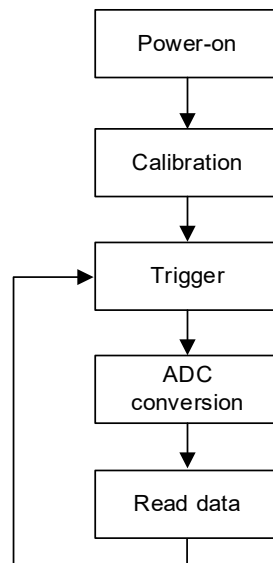 Power-on
Calibration
Trigger
ADC
conversion
Read data